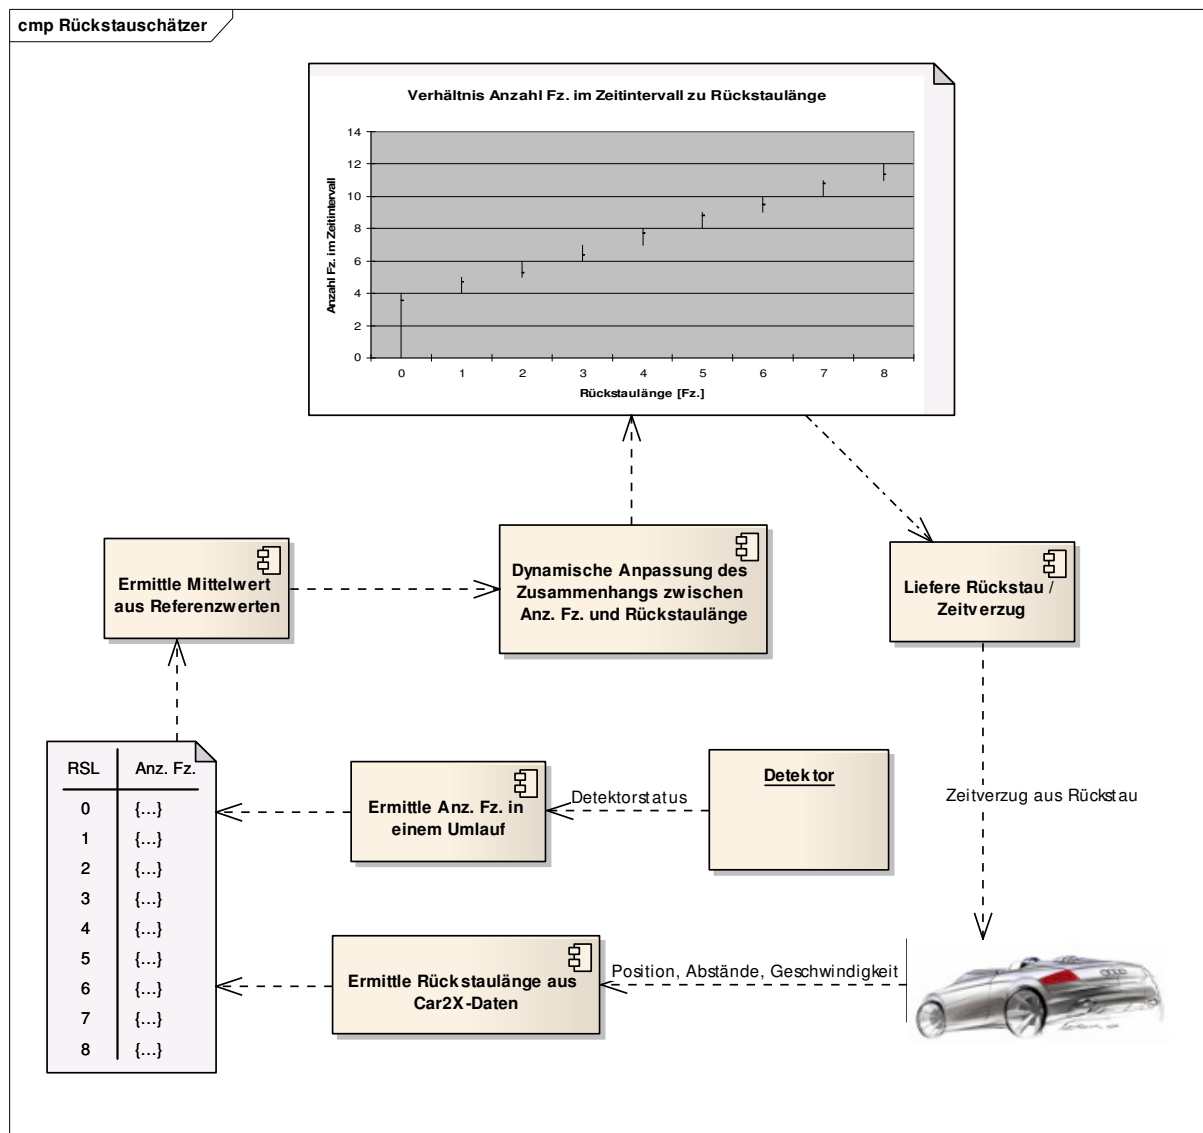 cmp Rückstauschätzer
Verhältnis Anzahl Fz. im Zeitintervall zu Rückstaulänge
Anzahl Fz. im Zeitintervall
14
12
10
8
6
4
2
0
0 1 2 3 4 5 6 7 8
Rückstaulänge [Fz.]
Ermittle Mittelwert
aus Referenzwerten
Dynamische Anpassung des
Zusammenhangs zwischen
Anz. Fz. und Rückstaulänge
Liefere Rückstau /
Zeitverzug
RSL Anz. Fz.
0 {...}
1 {...}
2 {...}
3 {...}
4 {...}
5 {...}
6 {...}
7 {...}
8 {...}
Ermittle Anz. Fz. in
einem Umlauf
Detektorstatus
Detektor
Zeitverzug aus Rückstau
Ermittle Rückstaulänge aus
Car2X-Daten
Position, Abstände, Geschwindigkeit